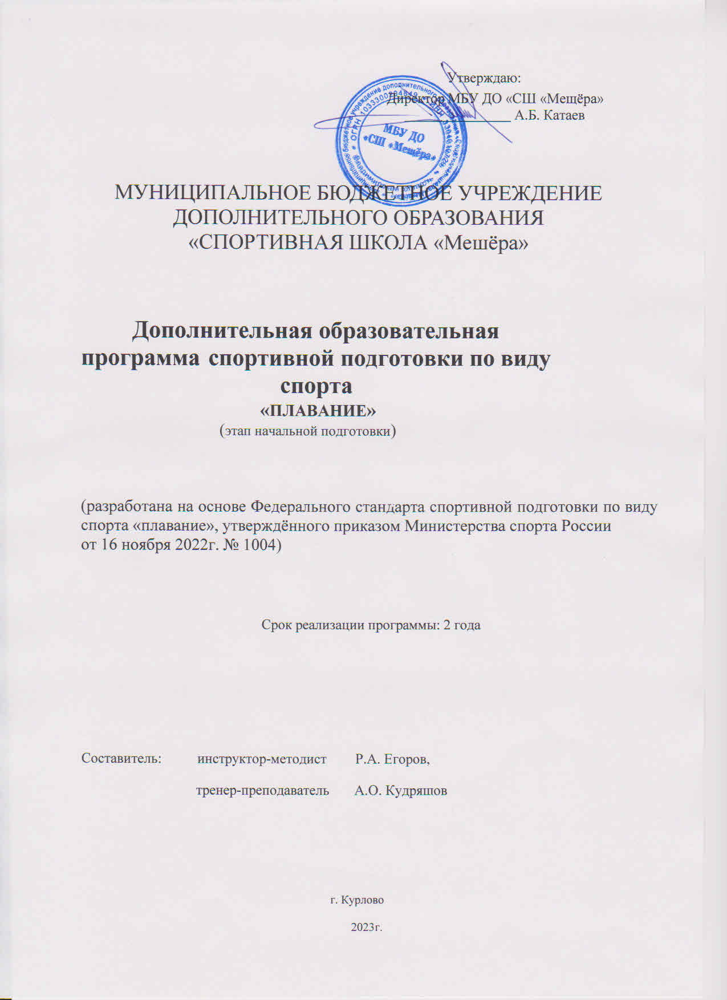 Утверждаю:
Директор МБУ ДО «СШ «Мещёра»
А.Б. Катаев
МБУ ДО
«СШ «Мещёра»
ОГРН 1033300204849
МУНИЦИПАЛЬНОЕ БЮДЖЕТНОЕ УЧРЕЖДЕНИЕ
ДОПОЛНИТЕЛЬНОГО ОБРАЗОВАНИЯ
«СПОРТИВНАЯ ШКОЛА «Мешёра»
Дополнительная образовательная
программа спортивной подготовки по виду
спорта
«ПЛАВАНИЕ»
(этап начальной подготовки)
(разработана на основе Федерального стандарта спортивной подготовки по виду
спорта «плавание», утверждённого приказом Министерства спорта России
от 16 ноября 2022г. № 1004)
Срок реализации программы: 2 года
Составитель: инструктор-методист Р.А. Егоров,
тренер-преподаватель А.О. Кудряшов
г. Курлово
2023г.